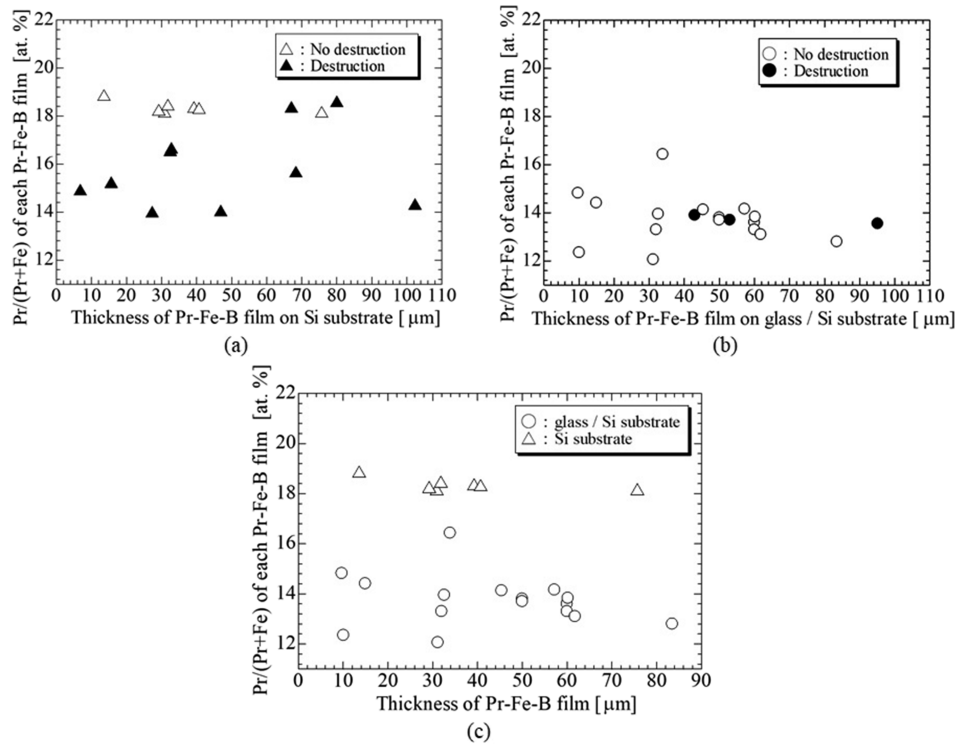 Pr/(Pr+Fe) of each Pr-Fe-B film [at. %]
22
20
18
16
14
12
△ : No destruction
▲ : Destruction
0 10 20 30 40 50 60 70 80 90 100 110
Thickness of Pr-Fe-B film on Si substrate [ μm]
(a)
Pr/(Pr+Fe) of each Pr-Fe-B film [at. %]
22
20
18
16
14
12
○ : No destruction
● : Destruction
0 10 20 30 40 50 60 70 80 90 100 110
Thickness of Pr-Fe-B film on glass / Si substrate [ μm]
(b)
Pr/(Pr+Fe) of each Pr-Fe-B film [at. %]
22
20
18
16
14
12
○ : glass / Si substrate
△ : Si substrate
0 10 20 30 40 50 60 70 80 90
Thickness of Pr-Fe-B film [ μm]
(c)